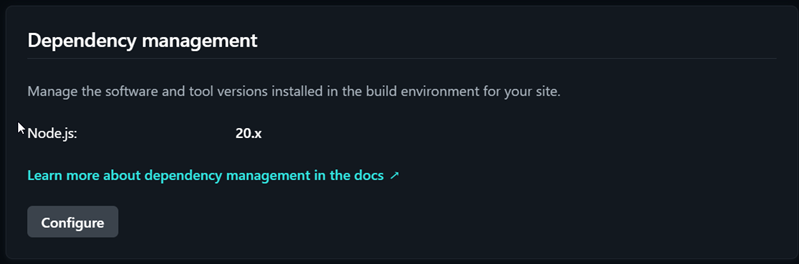 Dependency management
Manage the software and tool versions installed in the build environment for your site.
Node.js: 20.x
Learn more about dependency management in the docs ↗
Configure